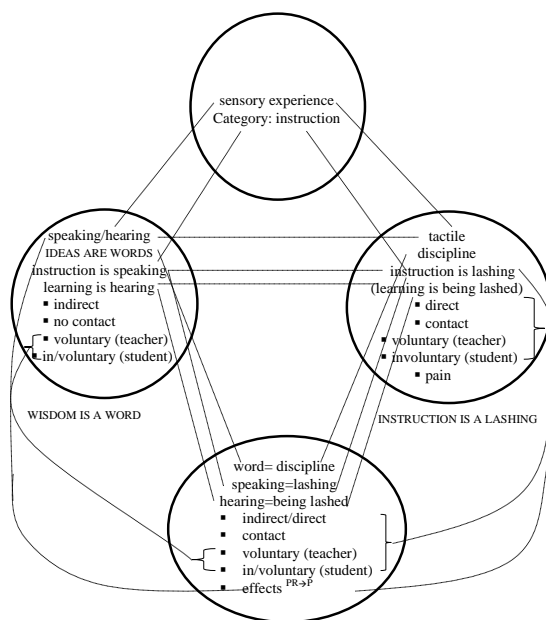 sensory experience
Category: instruction
speaking/hearing
IDEAS ARE WORDS
instruction is speaking
learning is hearing
▪ indirect
▪ no contact
▪ voluntary (teacher)
▪ in/voluntary (student)
WISDOM IS A WORD
tactile
discipline
instruction is lashing
(learning is being lashed)
▪ direct
▪ contact
▪ voluntary (teacher)
▪ involuntary (student)
▪ pain
INSTRUCTION IS A LASHING
word= discipline
speaking=lashing
hearing=being lashed
▪ indirect/direct
▪ contact
▪ voluntary (teacher)
▪ in/voluntary (student)
▪ effects PR→P